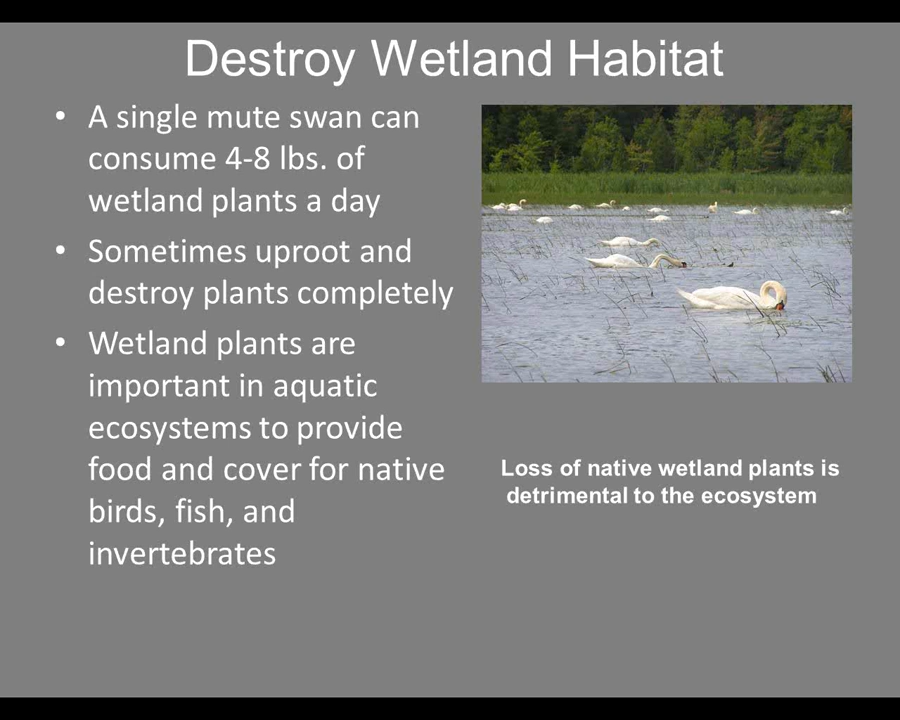 Destroy Wetland Habitat
• A single mute swan can
consume 4-8 lbs. of
wetland plants a day
• Sometimes uproot and
destroy plants completely
• Wetland plants are
important in aquatic
ecosystems to provide
food and cover for native
birds, fish, and
invertebrates
Loss of native wetland plants is
detrimental to the ecosystem